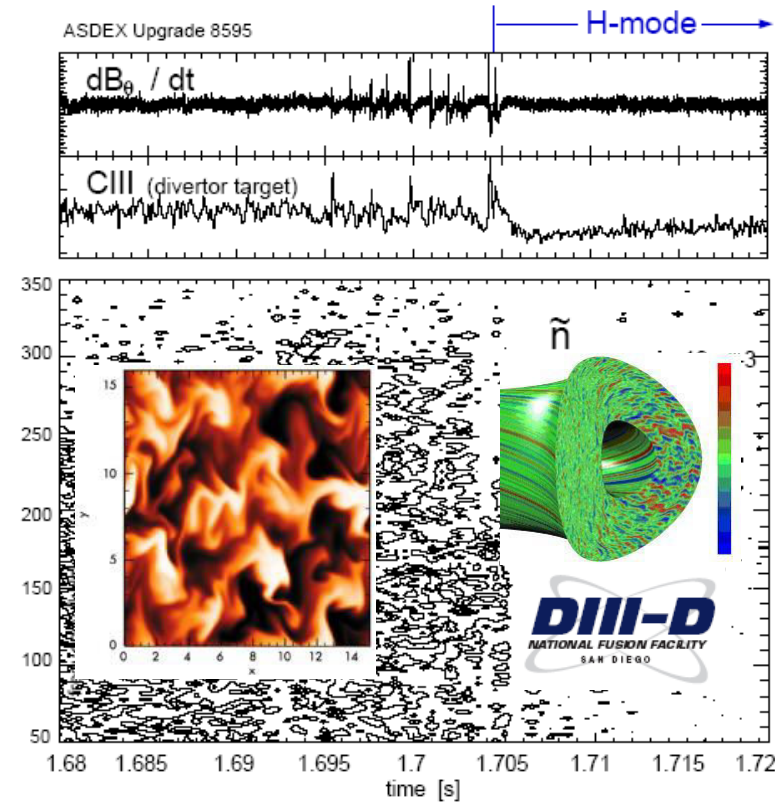 H-mode
ASDEX Upgrade 8595
dBθ / dt
CIII (divertor target)
350
300
250
200
150
100
50
ñ
3
15
10
5
0
y
0 2 4 6 8 10 12 14
x
DIII-D
NATIONAL FUSION FACILITY
SAN DIEGO
1.68 1.685 1.69 1.695 1.7 1.705 1.71 1.715 1.72
time [s]